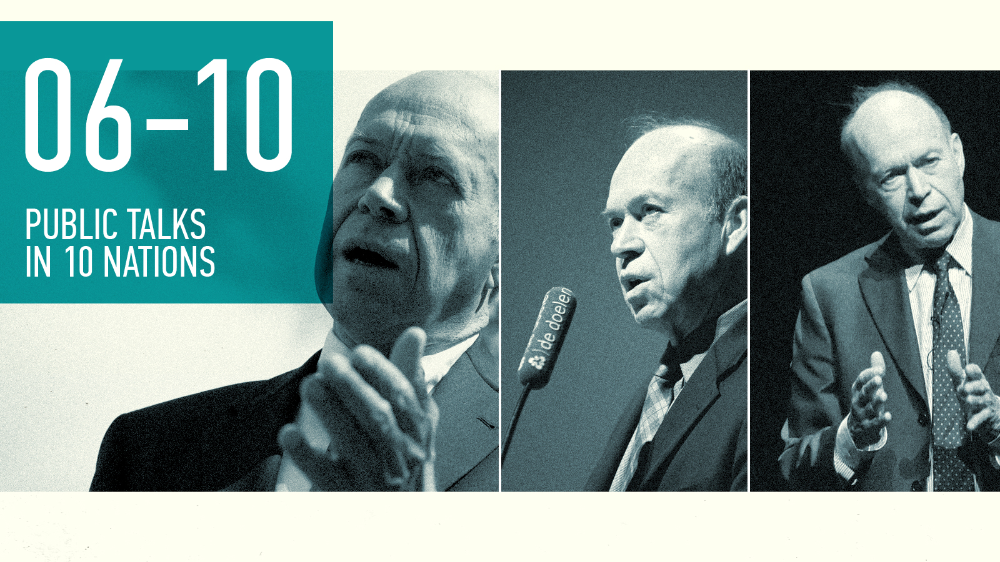 06–10
PUBLIC TALKS
IN 10 NATIONS
de doelen